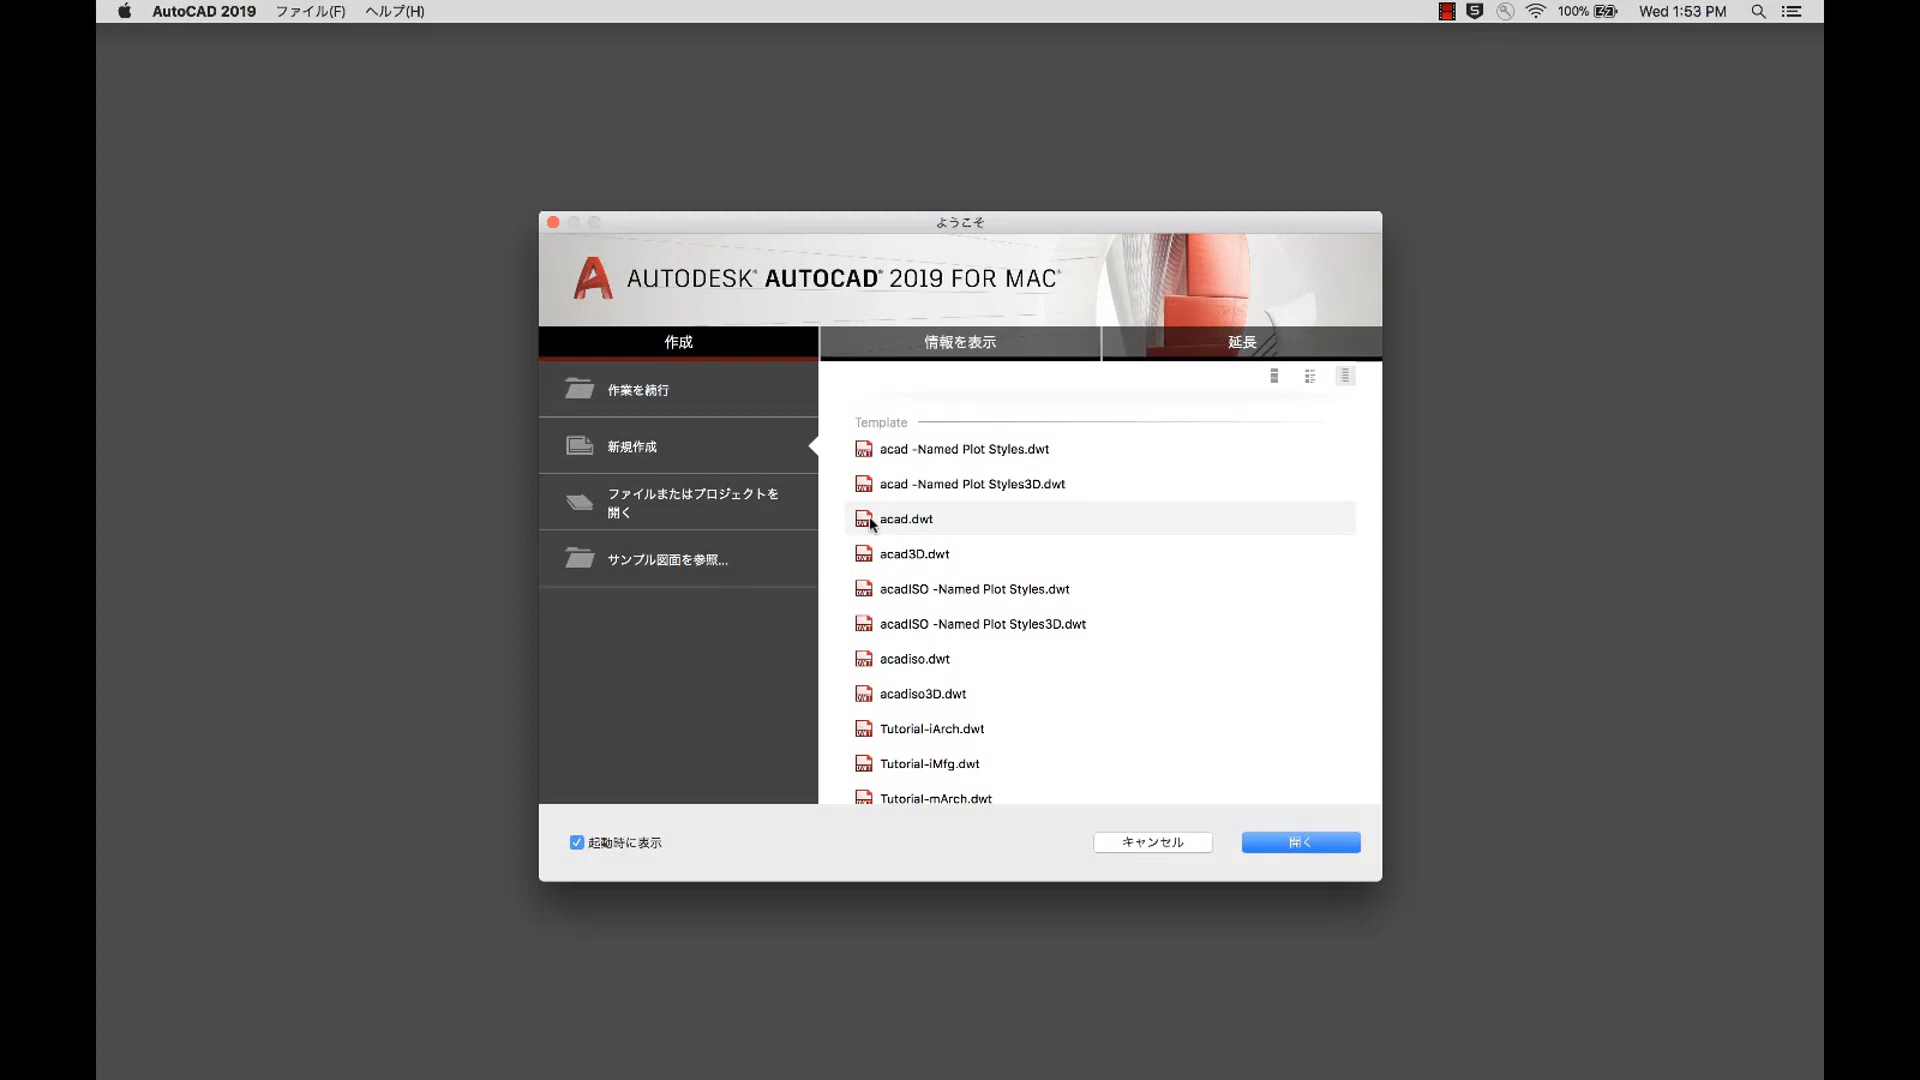 AutoCAD 2019 ファイル(F) ヘルプ(H) 100% Wed 1:53 PM
ようこそ
AUTODESK® AUTOCAD® 2019 FOR MAC®
作成 情報を表示 延長
作業を続行
新規作成
ファイルまたはプロジェクトを
開く
サンプル図面を参照...
Template
acad -Named Plot Styles.dwt
acad -Named Plot Styles3D.dwt
acad.dwt
acad3D.dwt
acadISO -Named Plot Styles.dwt
acadISO -Named Plot Styles3D.dwt
acadiso.dwt
acadiso3D.dwt
Tutorial-iArch.dwt
Tutorial-iMfg.dwt
Tutorial-mArch.dwt
起動時に表示 キャンセル 開く